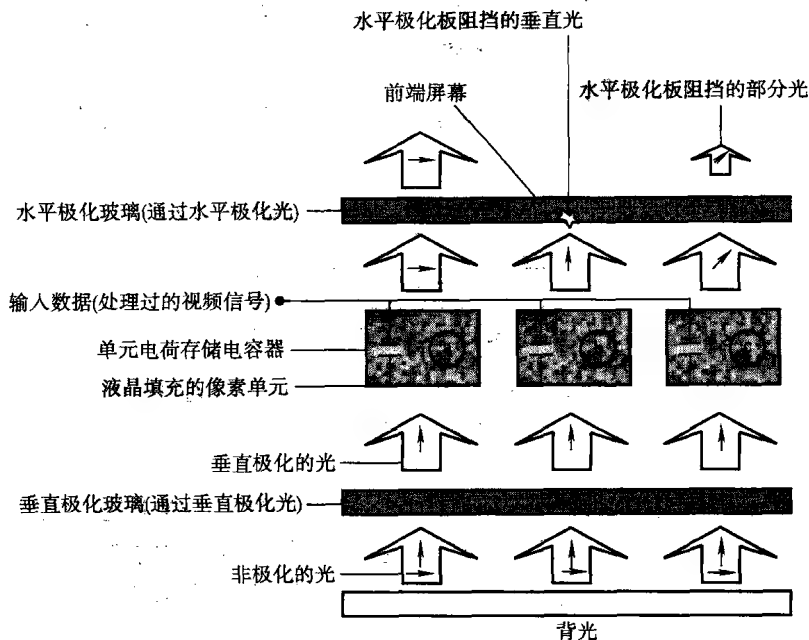 水平极化板阻挡的垂直光
前端屏幕
水平极化板阻挡的部分光
水平极化玻璃(通过水平极化光)
输入数据(处理过的视频信号)
单元电荷存储电容器
液晶填充的像素单元
垂直极化的光
垂直极化玻璃(通过垂直极化光)
非极化的光
背光